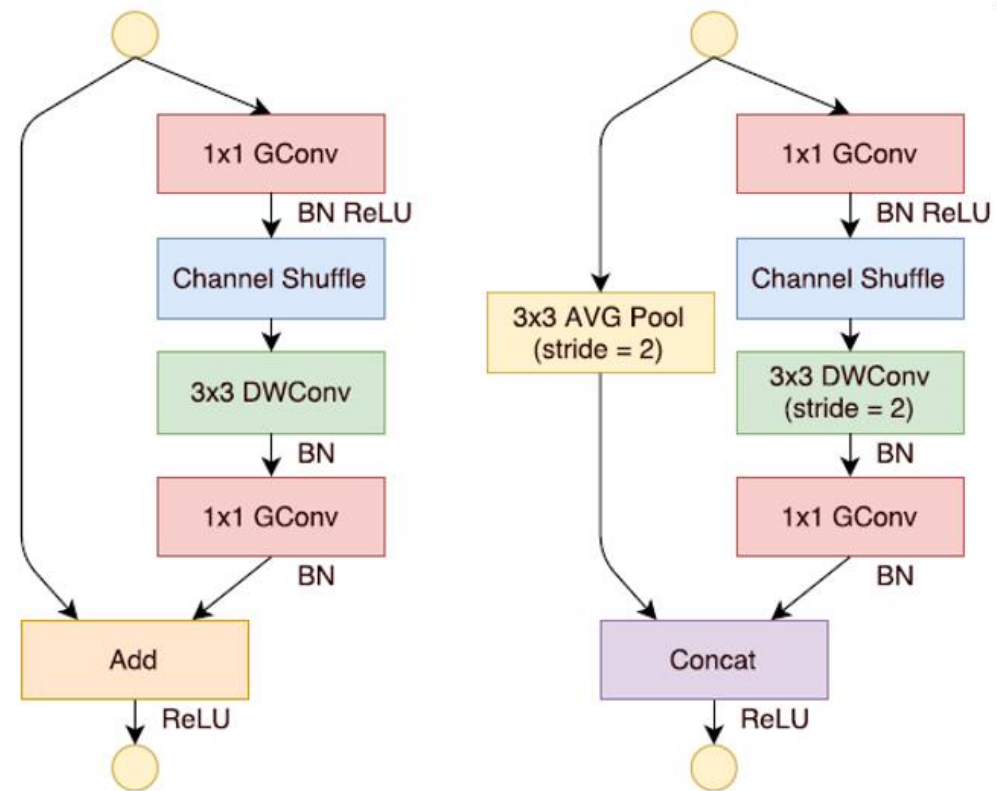 1x1 GConv
BN ReLU
Channel Shuffle
3x3 DWConv
BN
1x1 GConv
BN
Add
ReLU
1x1 GConv
BN ReLU
Channel Shuffle
3x3 AVG Pool
(stride = 2)
3x3 DWConv
(stride = 2)
BN
1x1 GConv
BN
Concat
ReLU